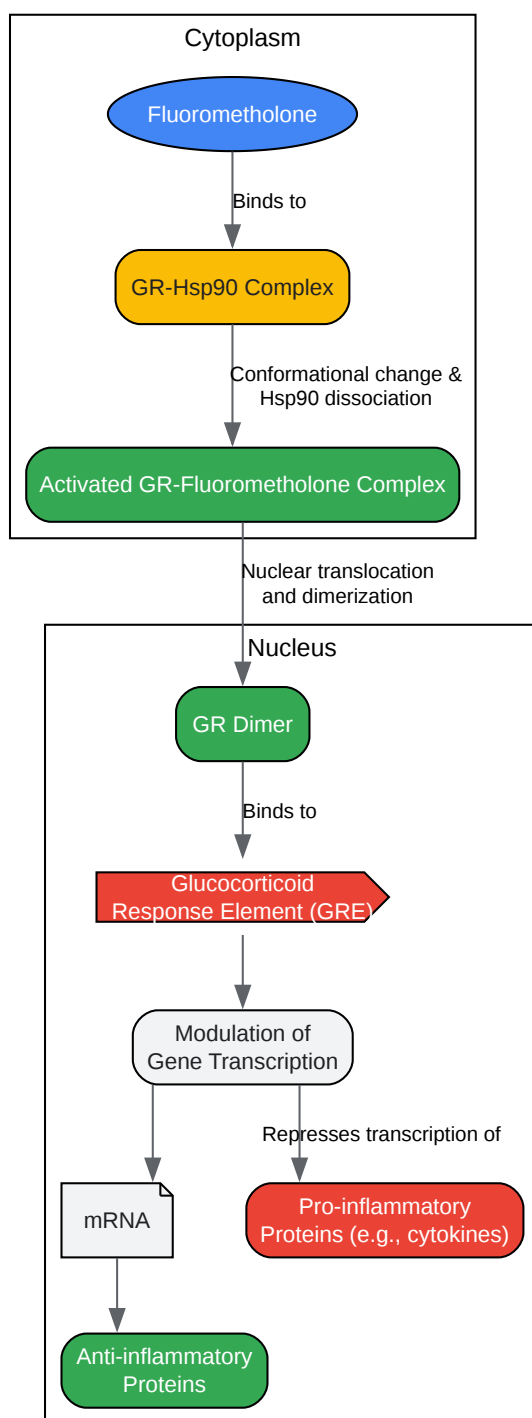 Cytoplasm
Fluorometholone
Binds to
GR-Hsp90 Complex
Conformational change &
Hsp90 dissociation
Activated GR-Fluorometholone Complex
Nuclear translocation
and dimerization
Nucleus
GR Dimer
Binds to
Glucocorticoid
Response Element (GRE)
Modulation of
Gene Transcription
Represses transcription of
mRNA
Pro-inflammatory
Proteins (e.g., cytokines)
Anti-inflammatory
Proteins